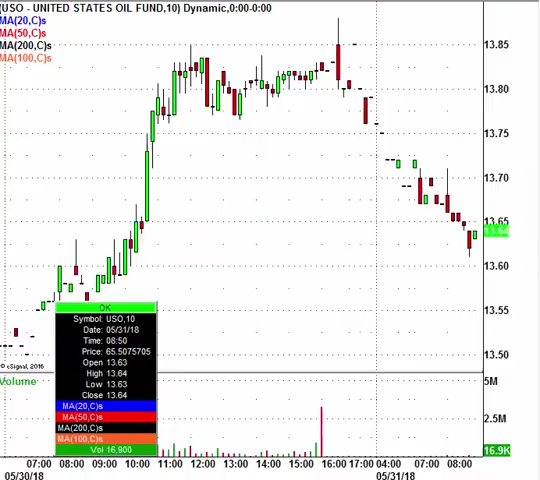 (USO - UNITED STATES OIL FUND,10) Dynamic,0:00-0:00
MA(20,C)s
MA(50,C)s
MA(200,C)s
MA(100,C)s
13.85
13.80
13.75
13.70
13.65
13.64
13.60
13.55
13.50
© eSignal, 2016
OK
Symbol: USO,10
Date: 05/31/18
Time: 08:50
Price: 65.5075705
Open 13.63
High 13.64
Low 13.63
Close 13.64
MA(20,C)s
MA(50,C)s
MA(200,C)s
MA(100,C)s
Vol 16,900
Volume
5M
2.5M
16.9K
07:00 08:00 09:00 10:00 11:00 12:00 13:00 14:00 15:00 16:00 17:00 04:00 07:00 08:00
05/30/18 05/31/18